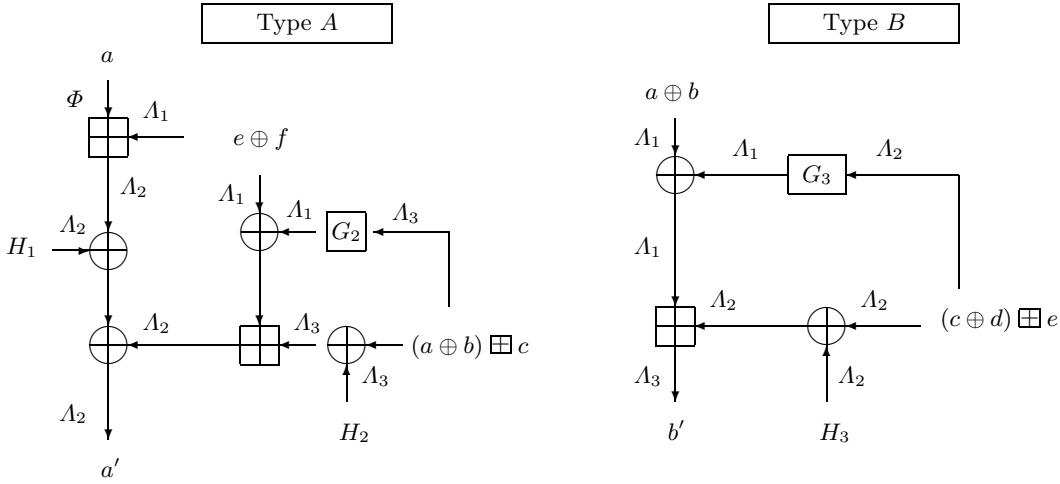 Type A
Type B
a
Φ
Λ₁
e ⊕ f
a ⊕ b
Λ₁
Λ₁
G₃
Λ₂
Λ₂
Λ₁
Λ₁
G₂
Λ₃
H₁
Λ₂
Λ₁
Λ₂
Λ₃
(a ⊕ b) ⊞ c
Λ₂
Λ₂
(c ⊕ d) ⊞ e
Λ₃
Λ₃
Λ₂
Λ₂
H₂
b′
H₃
a′